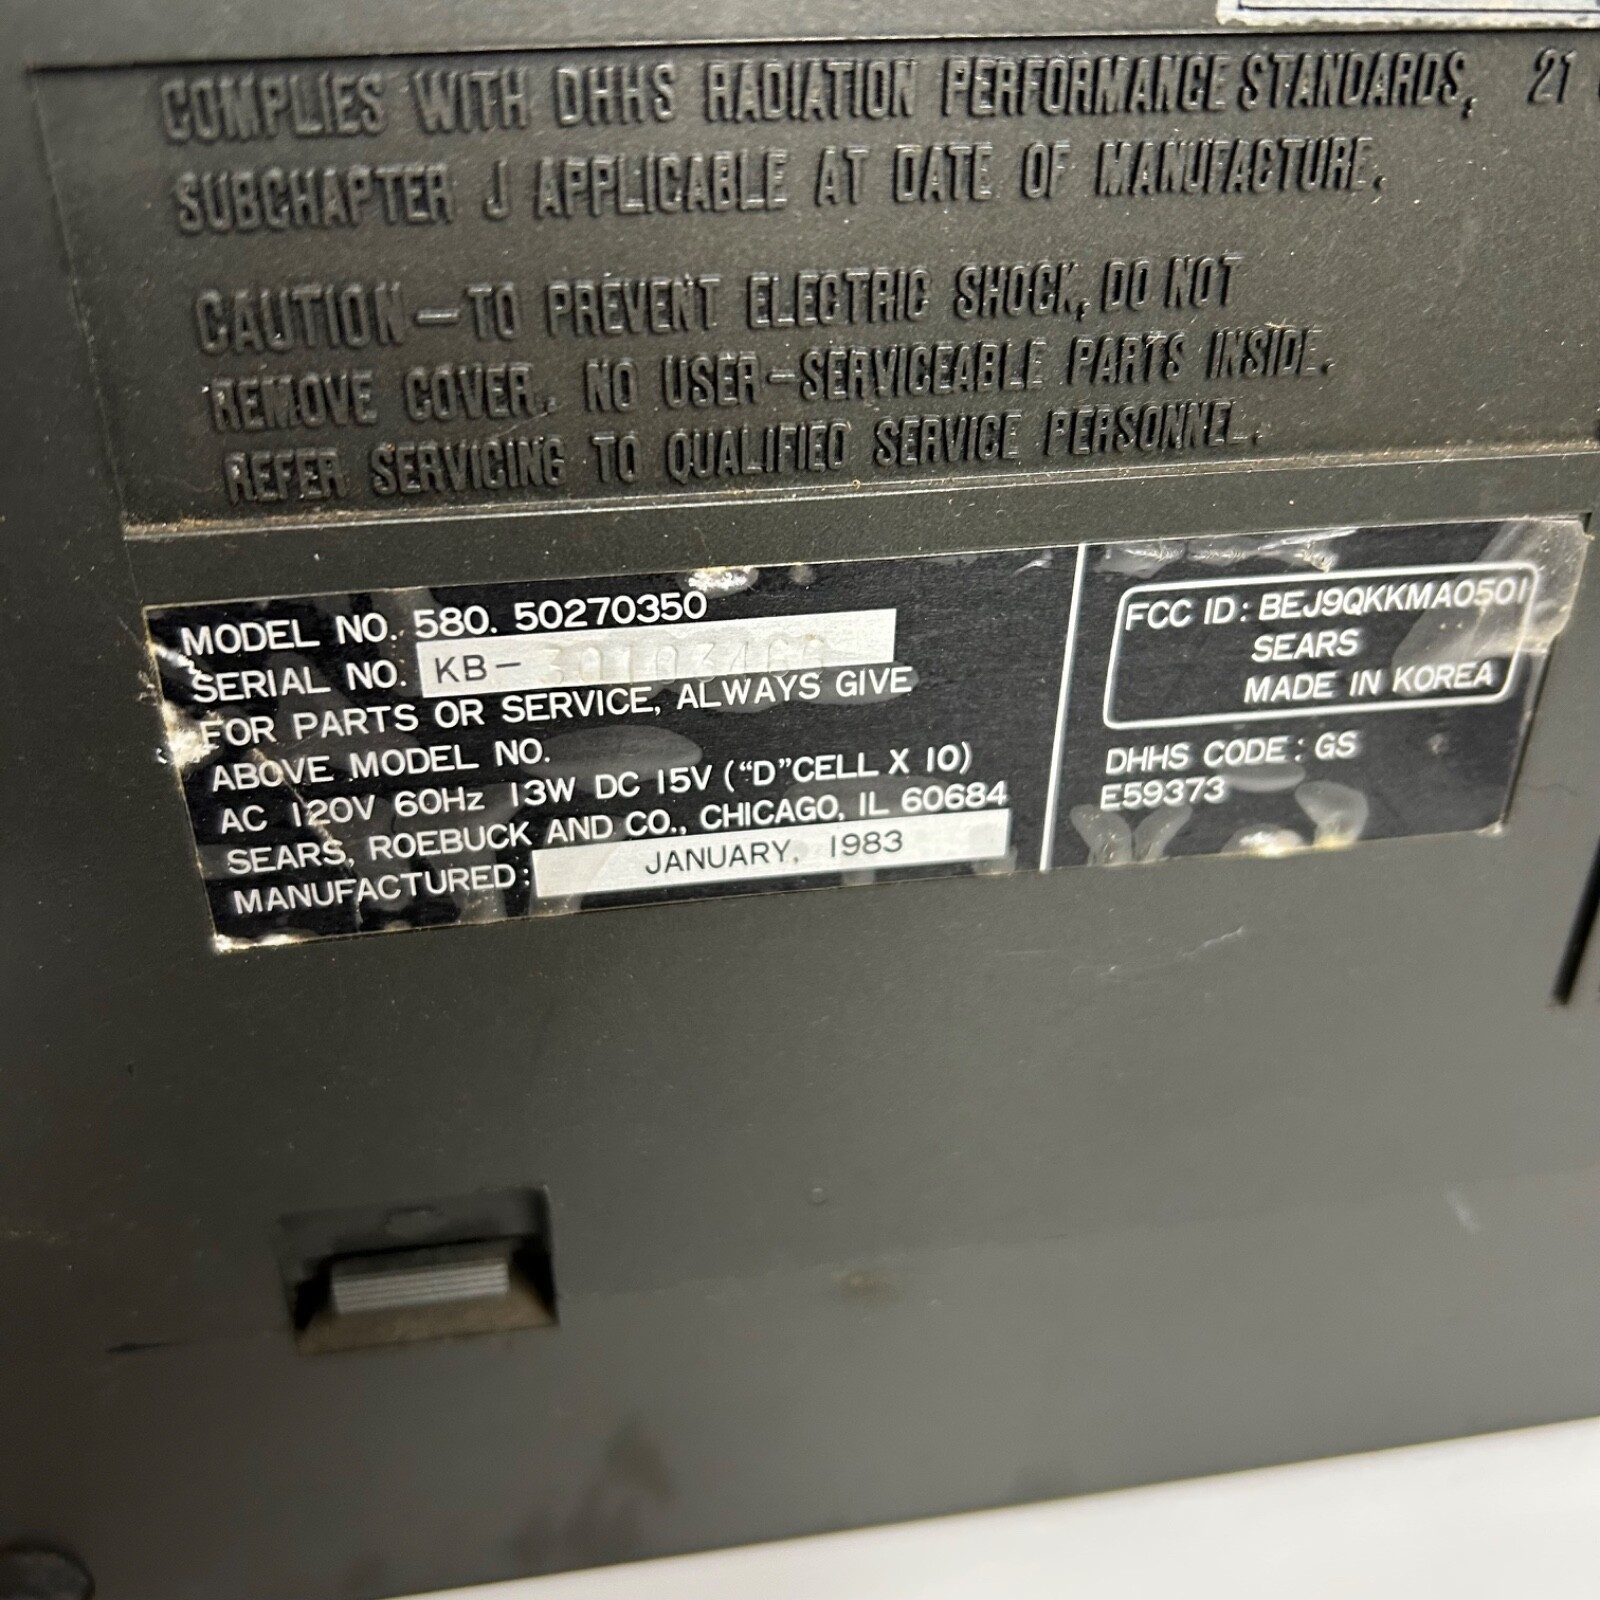 COMPLIES WITH DHHS RADIATION PERFORMANCE STANDARDS, 21
SUBCHAPTER J APPLICABLE AT DATE OF MANUFACTURE.
CAUTION—TO PREVENT ELECTRIC SHOCK, DO NOT
REMOVE COVER. NO USER-SERVICEABLE PARTS INSIDE.
REFER SERVICING TO QUALIFIED SERVICE PERSONNEL.
MODEL NO. 580. 50270350
SERIAL NO. KB-
FOR PARTS OR SERVICE, ALWAYS GIVE
ABOVE MODEL NO.
AC 120V 60Hz 13W DC 15V ("D"CELL X 10)
SEARS, ROEBUCK AND CO., CHICAGO, IL 60684
MANUFACTURED: JANUARY, 1983
FCC ID: BEJ9QKKMA0501
SEARS
MADE IN KOREA
DHHS CODE: GS
E59373